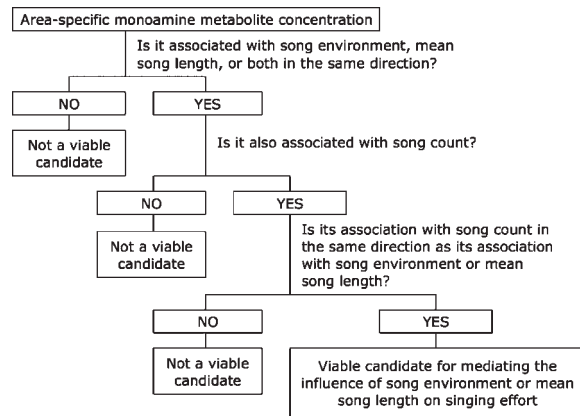 Area-specific monoamine metabolite concentration
Is it associated with song environment, mean
song length, or both in the same direction?
NO
YES
Not a viable
candidate
Is it also associated with song count?
NO
YES
Not a viable
candidate
Is its association with song count in
the same direction as its association
with song environment or mean
song length?
NO
YES
Not a viable
candidate
Viable candidate for mediating the
influence of song environment or mean
song length on singing effort